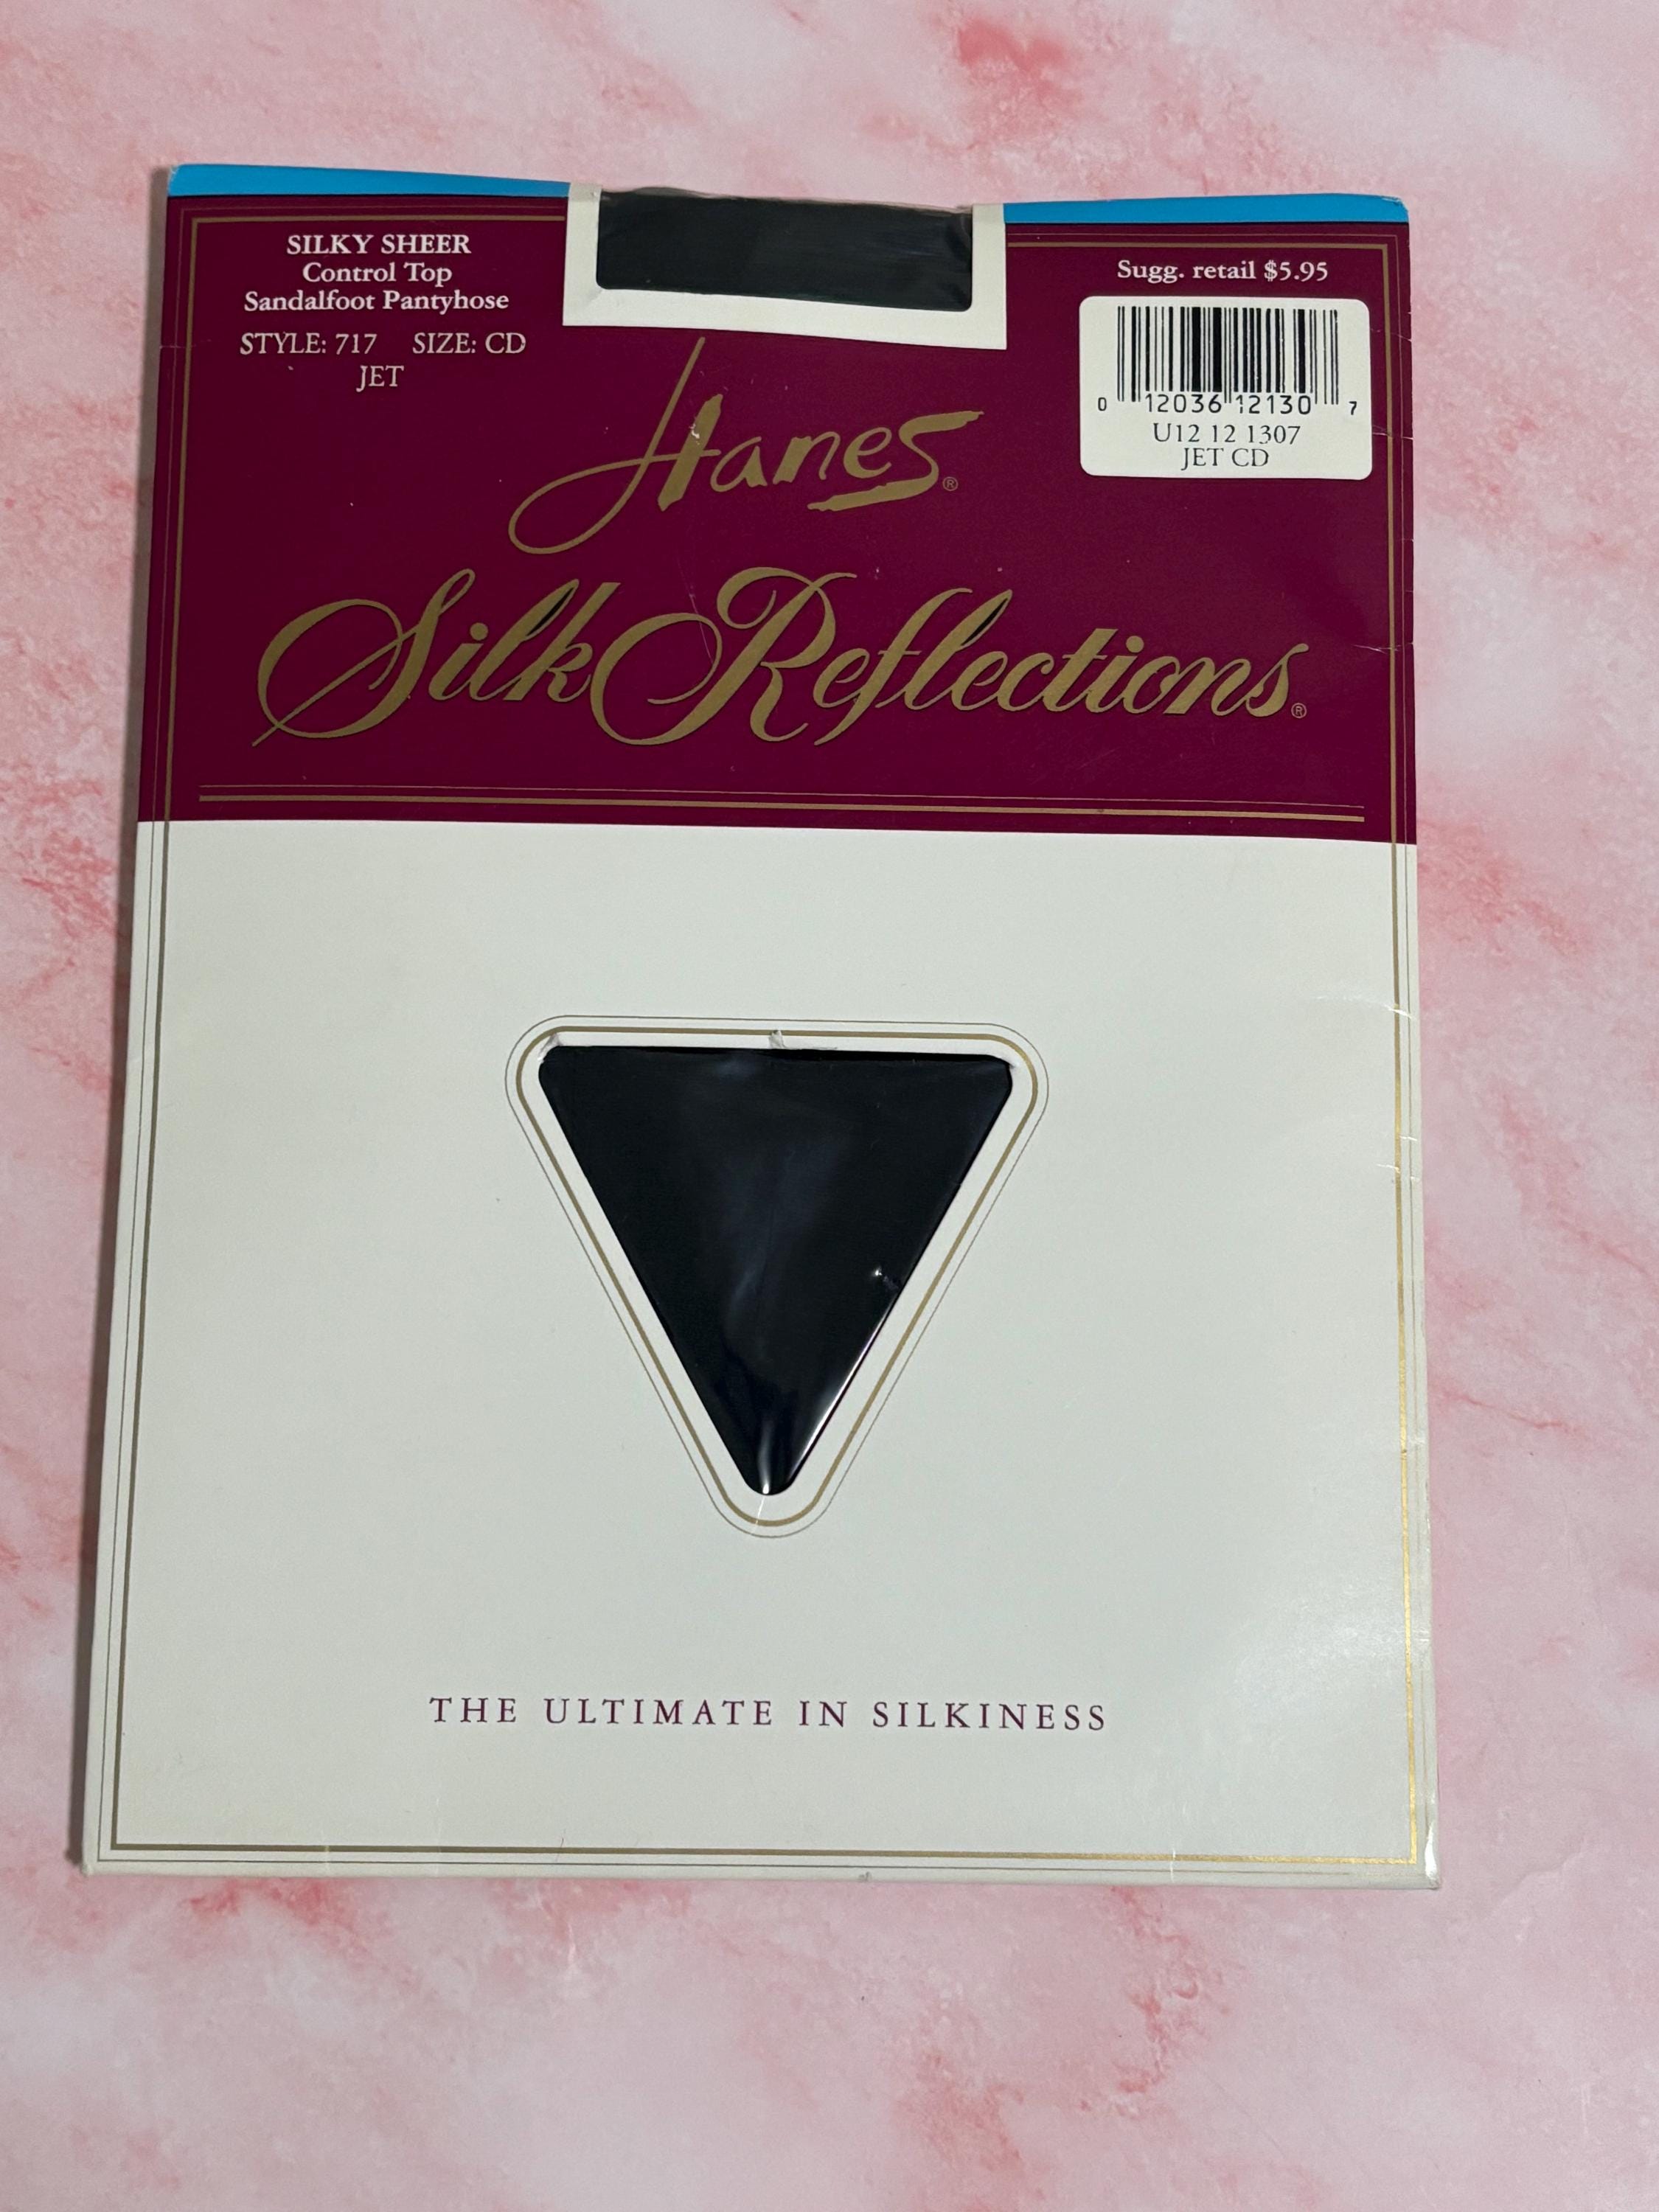 SILKY SHEER
Control Top
Sandalfoot Pantyhose
STYLE: 717 SIZE: CD
JET
Sugg. retail $5.95
0 12036 12130 7
U12 12 1307
JET CD
Hanes®
Silk Reflections®
THE ULTIMATE IN SILKINESS